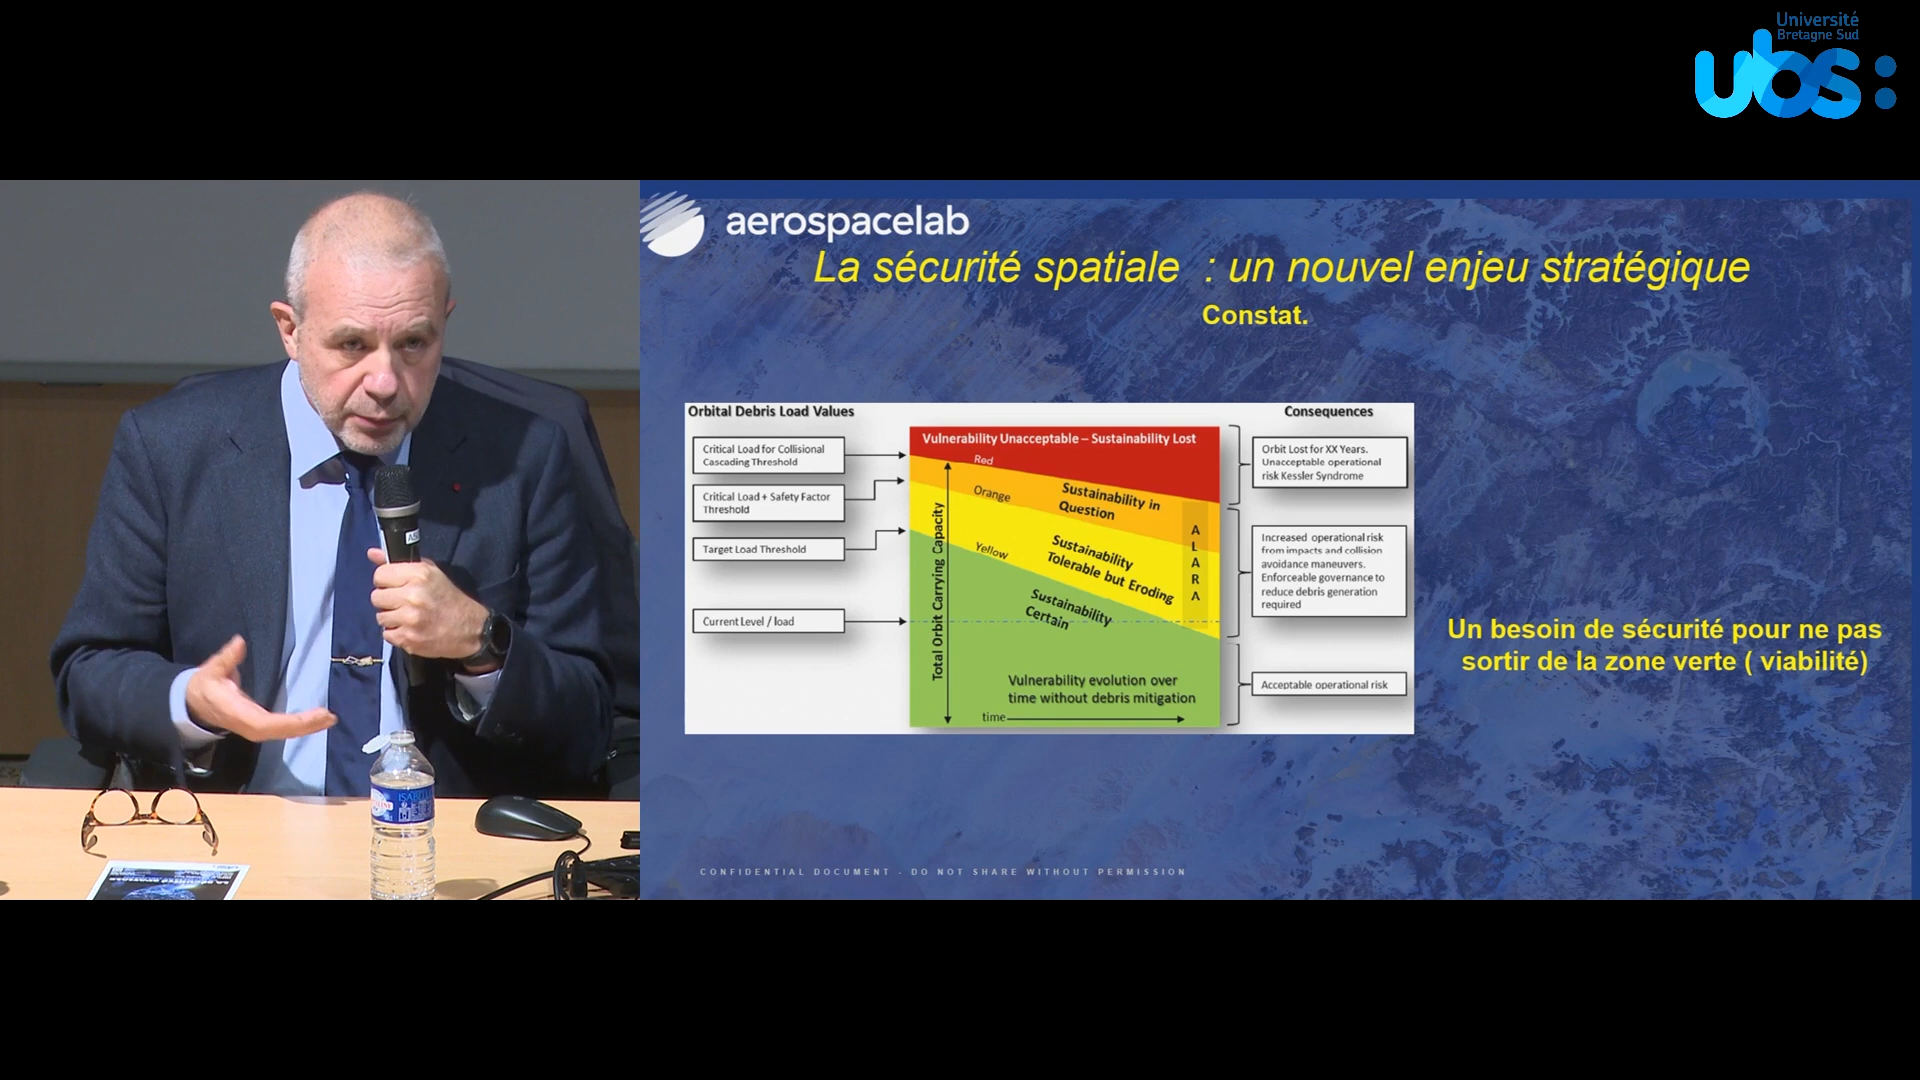 Université
Bretagne Sud
ubs:
aerospacelab
La sécurité spatiale : un nouvel enjeu stratégique
Constat.
Orbital Debris Load Values
Consequences
Critical Load for Collisional
Cascading Threshold
Critical Load + Safety Factor
Threshold
Target Load Threshold
Current Level / load
Vulnerability Unacceptable – Sustainability Lost
Red
Orange
Sustainability in
Question
Yellow
Sustainability
Tolerable but Eroding
Sustainability
Certain
A
L
A
R
A
Total Orbit Carrying Capacity
Vulnerability evolution over
time without debris mitigation
time
Orbit Lost for XX Years.
Unacceptable operational
risk Kessler Syndrome
Increased operational risk
from impacts and collision
avoidance maneuvers.
Enforceable governance to
reduce debris generation
required
Acceptable operational risk
Un besoin de sécurité pour ne pas
sortir de la zone verte ( viabilité)
CONFIDENTIAL DOCUMENT - DO NOT SHARE WITHOUT PERMISSION